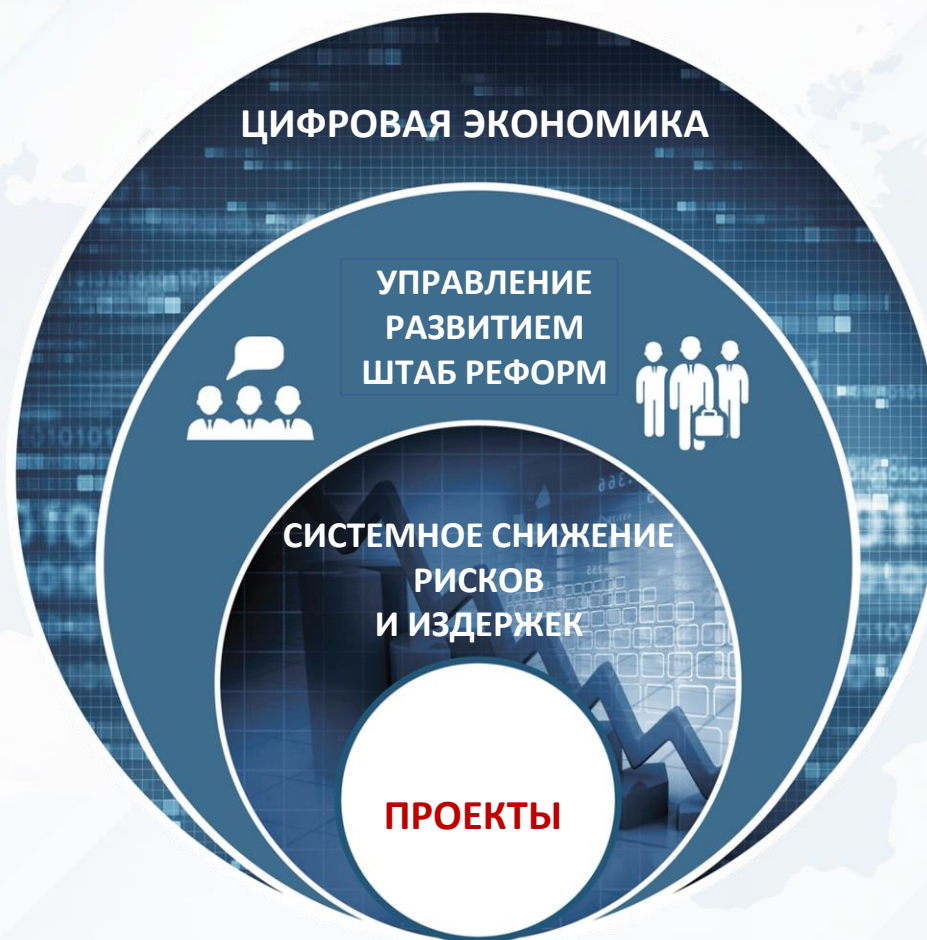 ЦИФРОВАЯ ЭКОНОМИКА
УПРАВЛЕНИЕ
РАЗВИТИЕМ
ШТАБ РЕФОРМ
СИСТЕМНОЕ СНИЖЕНИЕ
РИСКОВ
И ИЗДЕРЖЕК
ПРОЕКТЫ